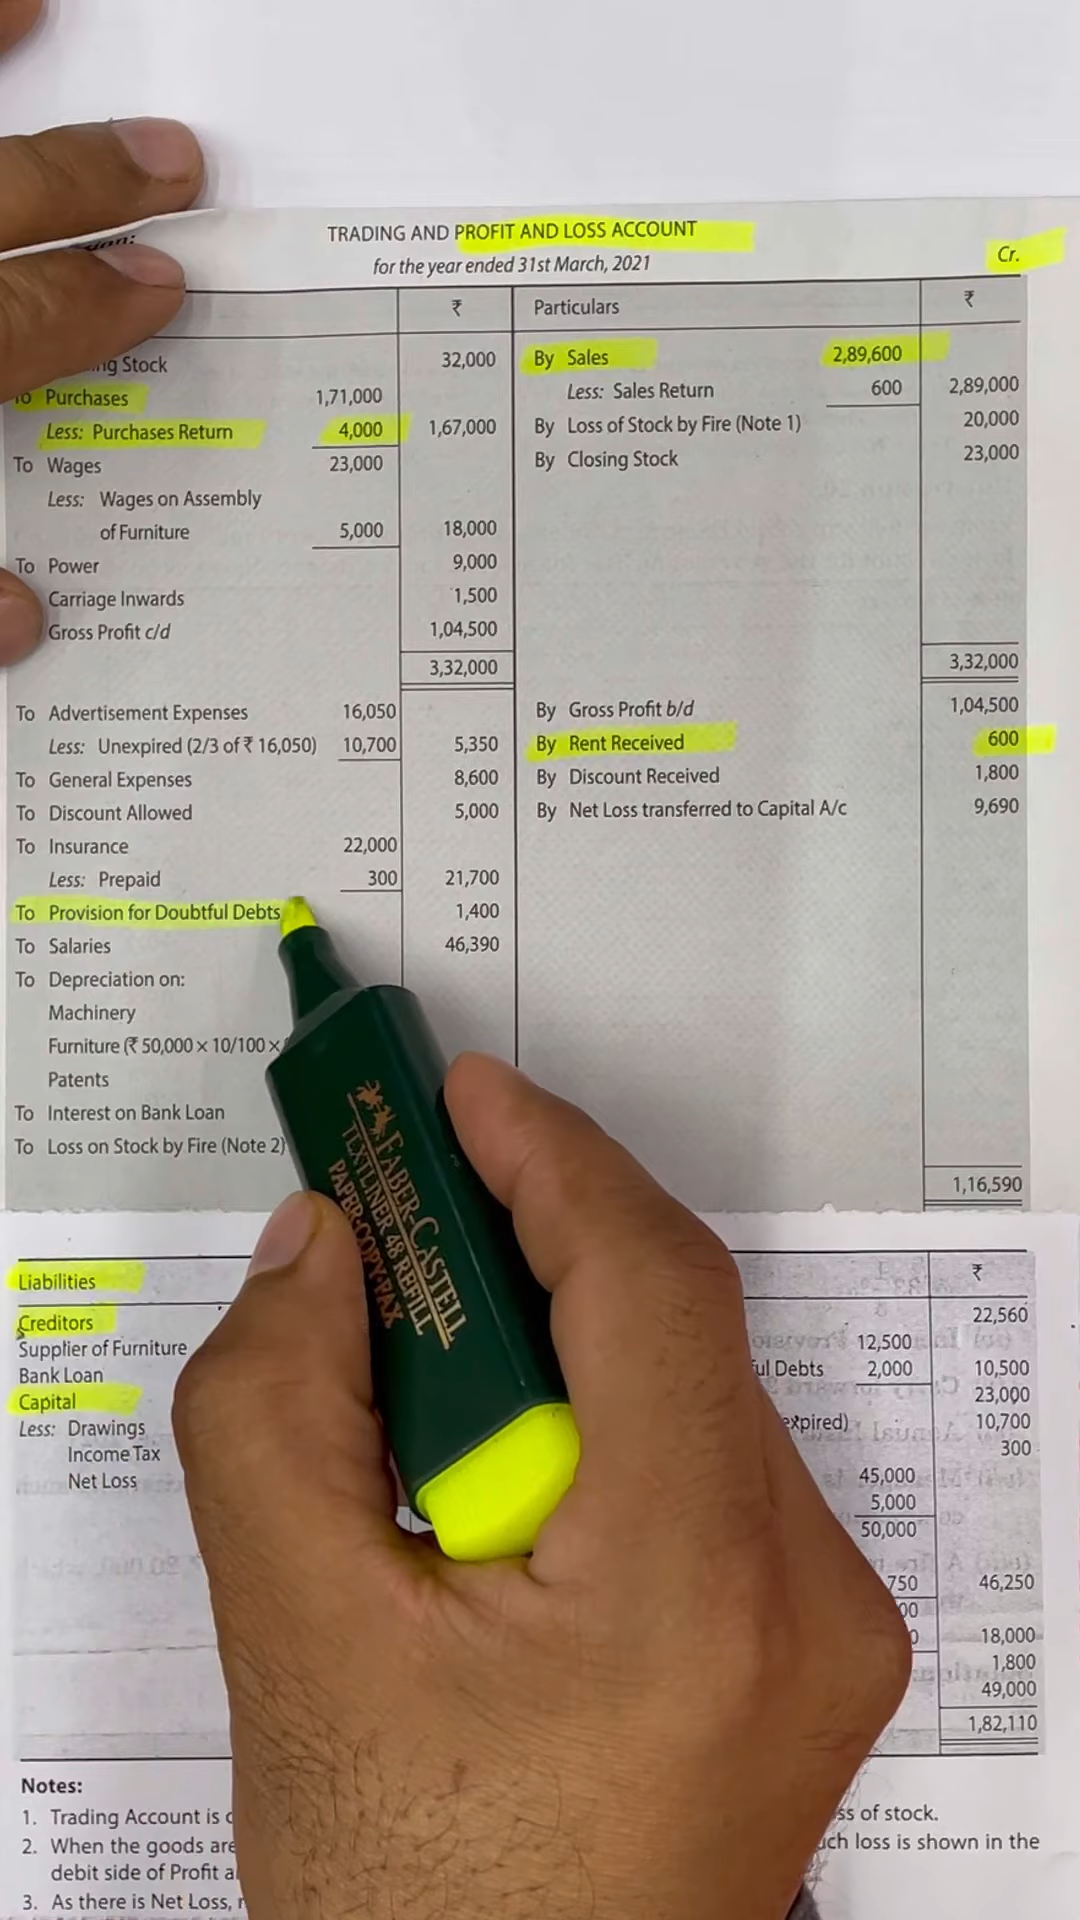 TRADING AND PROFIT AND LOSS ACCOUNT
for the year ended 31st March, 2021
Cr.
₹ Particulars ₹
Stock 32,000 By Sales 2,89,600
To Purchases 1,71,000 Less: Sales Return 600 2,89,000
Less: Purchases Return 4,000 1,67,000 By Loss of Stock by Fire (Note 1) 20,000
To Wages 23,000 By Closing Stock 23,000
Less: Wages on Assembly
of Furniture 5,000 18,000
To Power 9,000
Carriage Inwards 1,500
Gross Profit c/d 1,04,500
3,32,000 3,32,000
To Advertisement Expenses 16,050 By Gross Profit b/d 1,04,500
Less: Unexpired (2/3 of ₹ 16,050) 10,700 5,350 By Rent Received 600
To General Expenses 8,600 By Discount Received 1,800
To Discount Allowed 5,000 By Net Loss transferred to Capital A/c 9,690
To Insurance 22,000
Less: Prepaid 300 21,700
To Provision for Doubtful Debts 1,400
To Salaries 46,390
To Depreciation on:
Machinery
Furniture (₹ 50,000 × 10/100 ×
Patents
To Interest on Bank Loan
To Loss on Stock by Fire (Note 2)
1,16,590
FABER-CASTELL
TEXTLINER 48 REFILL
PAPER·COPY·FAX
Liabilities ₹
Creditors 22,560
Supplier of Furniture 12,500
Bank Loan Debts 2,000 10,500
Capital 23,000
Less: Drawings 10,700
Income Tax 300
Net Loss 45,000
5,000
50,000
750 46,250
18,000
1,800
49,000
1,82,110
Notes:
1. Trading Account is of stock.
2. When the goods are loss is shown in the
debit side of Profit
3. As there is Net Loss,